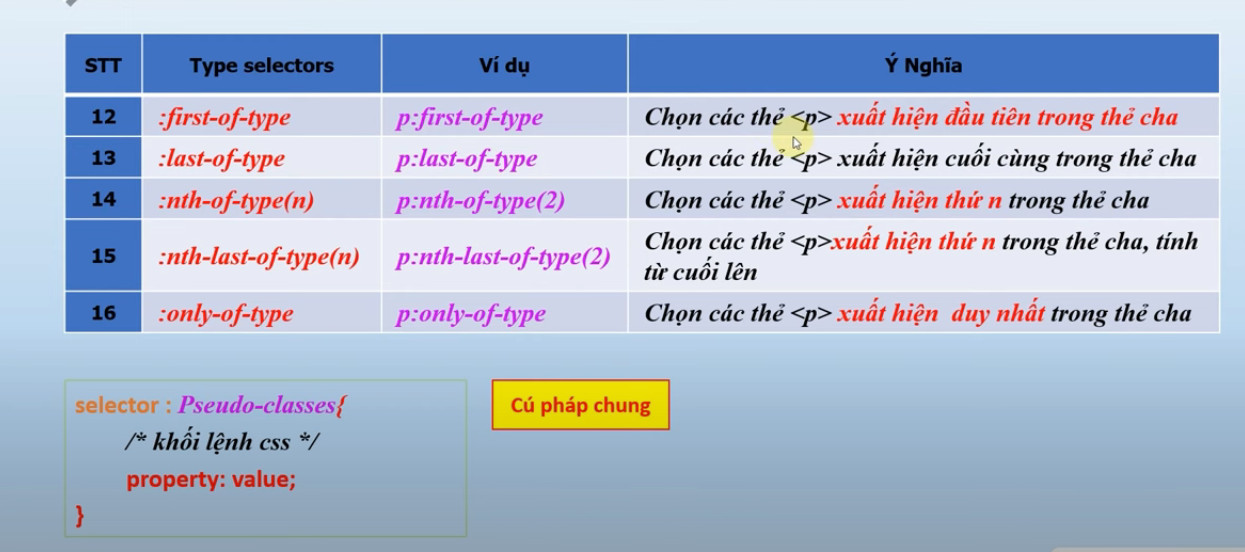 STT Type selectors Ví dụ Ý Nghĩa
12 :first-of-type p:first-of-type Chọn các thẻ <p> xuất hiện đầu tiên trong thẻ cha
13 :last-of-type p:last-of-type Chọn các thẻ <p> xuất hiện cuối cùng trong thẻ cha
14 :nth-of-type(n) p:nth-of-type(2) Chọn các thẻ <p> xuất hiện thứ n trong thẻ cha
15 :nth-last-of-type(n) p:nth-last-of-type(2) Chọn các thẻ <p>xuất hiện thứ n trong thẻ cha, tính
từ cuối lên
16 :only-of-type p:only-of-type Chọn các thẻ <p> xuất hiện duy nhất trong thẻ cha
selector : Pseudo-classes{
/* khối lệnh css */
property: value;
}
Cú pháp chung